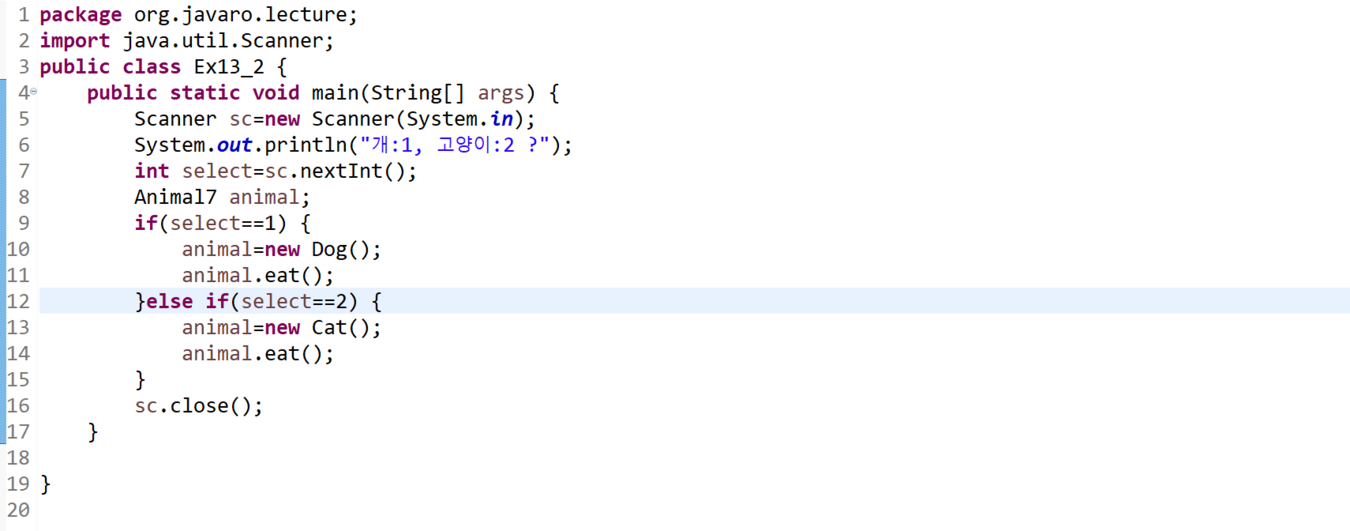 1 package org.javaro.lecture;
2 import java.util.Scanner;
3 public class Ex13_2 {
4 public static void main(String[] args) {
5 Scanner sc=new Scanner(System.in);
6 System.out.println("개:1, 고양이:2 ?");
7 int select=sc.nextInt();
8 Animal7 animal;
9 if(select==1) {
10 animal=new Dog();
11 animal.eat();
12 }else if(select==2) {
13 animal=new Cat();
14 animal.eat();
15 }
16 sc.close();
17 }
18
19 }
20